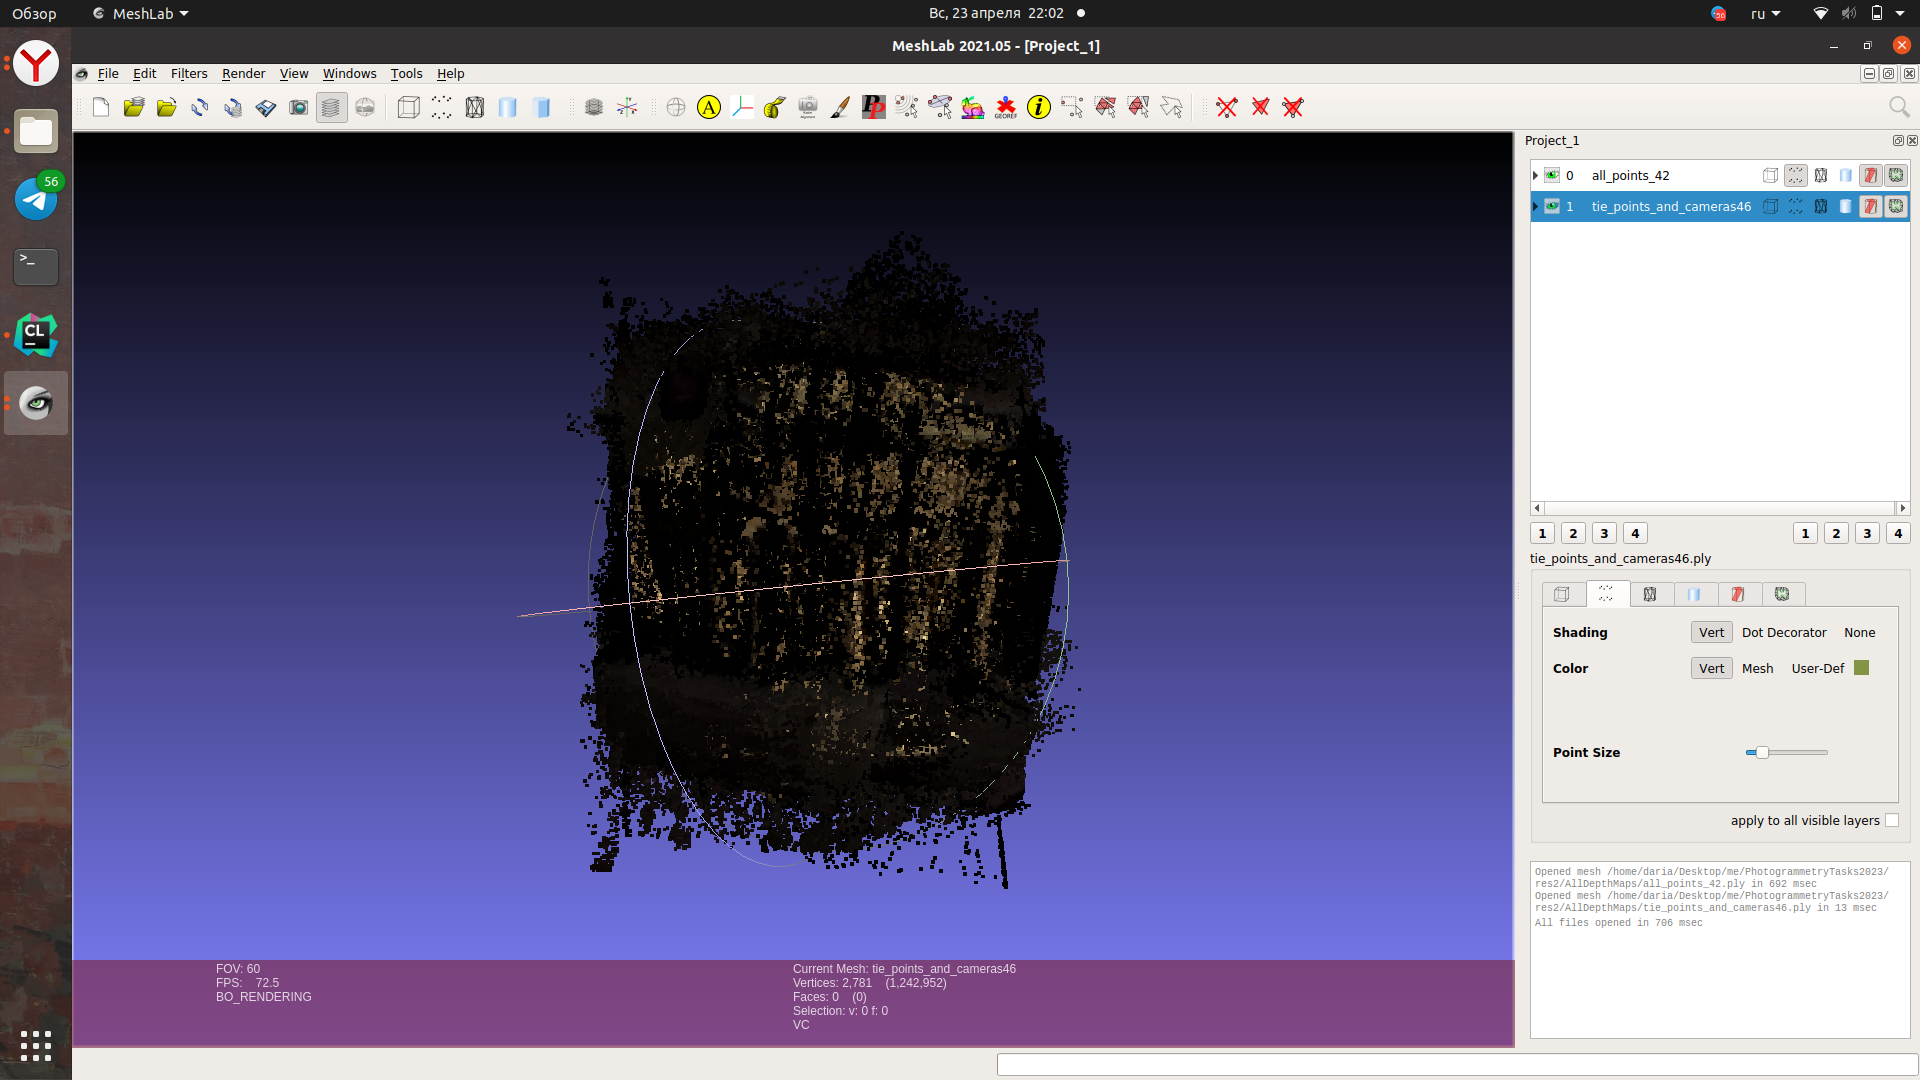 Обзор
MeshLab
Вс, 23 апреля 22:02
56
ru
MeshLab 2021.05 - [Project_1]
File Edit Filters Render View Windows Tools Help
A
PP
GEOREF
i
56
>_
CL
Project_1
0 all_points_42
1 tie_points_and_cameras46
1 2 3 4 1 2 3 4
tie_points_and_cameras46.ply
Shading Vert Dot Decorator None
Color Vert Mesh User-Def
Point Size
apply to all visible layers
Opened mesh /home/daria/Desktop/me/PhotogrammetryTasks2023/
res2/AllDepthMaps/all_points_42.ply in 692 msec
Opened mesh /home/daria/Desktop/me/PhotogrammetryTasks2023/
res2/AllDepthMaps/tie_points_and_cameras46.ply in 13 msec
All files opened in 706 msec
FOV: 60
FPS: 72.5
BO_RENDERING
Current Mesh: tie_points_and_cameras46
Vertices: 2,781 (1,242,952)
Faces: 0 (0)
Selection: v: 0 f: 0
VC